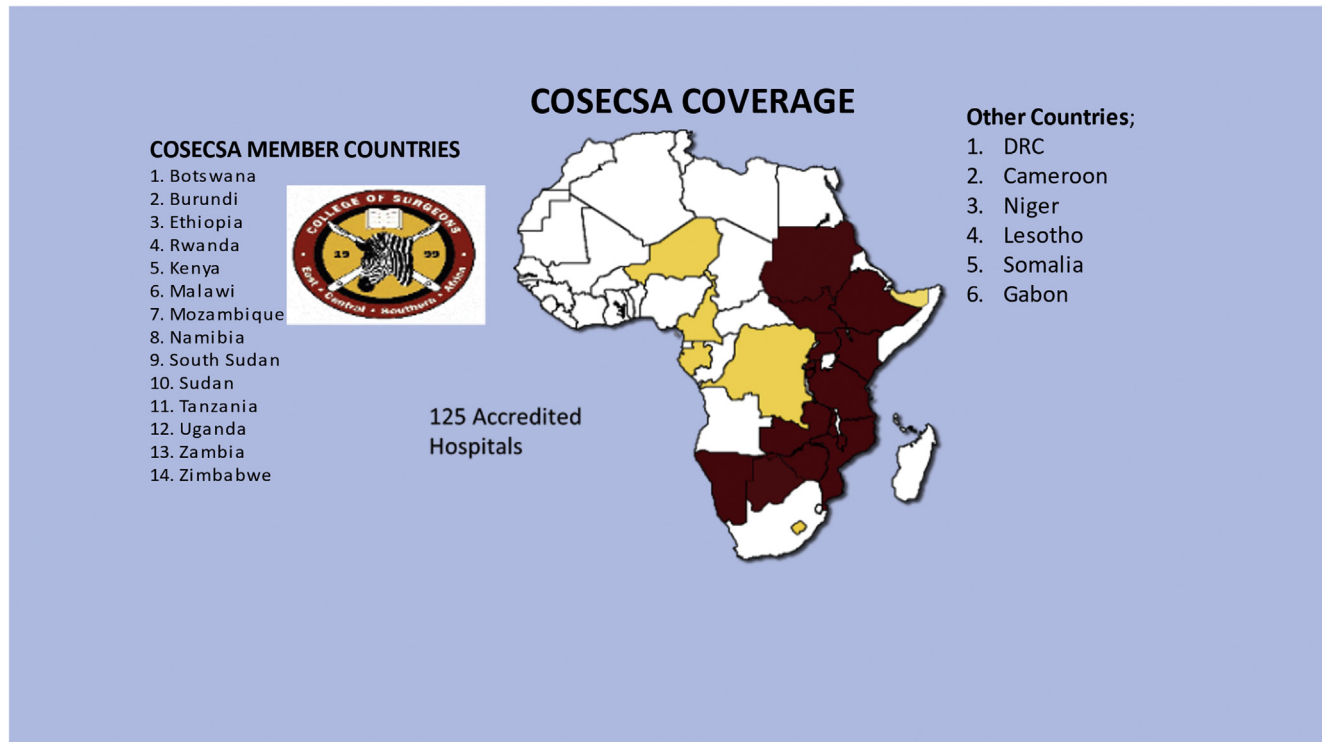 COSECSA COVERAGE
COSECSA MEMBER COUNTRIES
1. Botswana
2. Burundi
3. Ethiopia
4. Rwanda
5. Kenya
6. Malawi
7. Mozambique
8. Namibia
9. South Sudan
10. Sudan
11. Tanzania
12. Uganda
13. Zambia
14. Zimbabwe
COLLEGE OF SURGEONS
19 99
East • Central • Southern • Africa
125 Accredited
Hospitals
Other Countries;
1. DRC
2. Cameroon
3. Niger
4. Lesotho
5. Somalia
6. Gabon